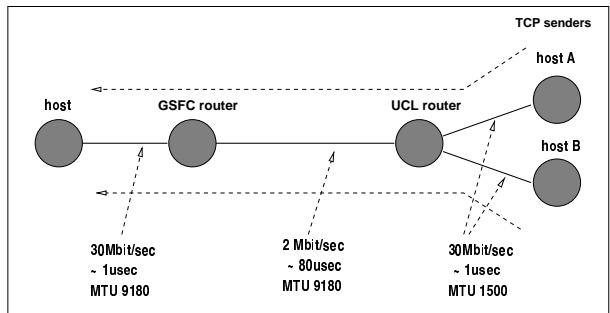 TCP senders
host A
host
GSFC router
UCL router
host B
30Mbit/sec
~ 1usec
MTU 9180
2 Mbit/sec
~ 80usec
MTU 9180
30Mbit/sec
~ 1usec
MTU 1500